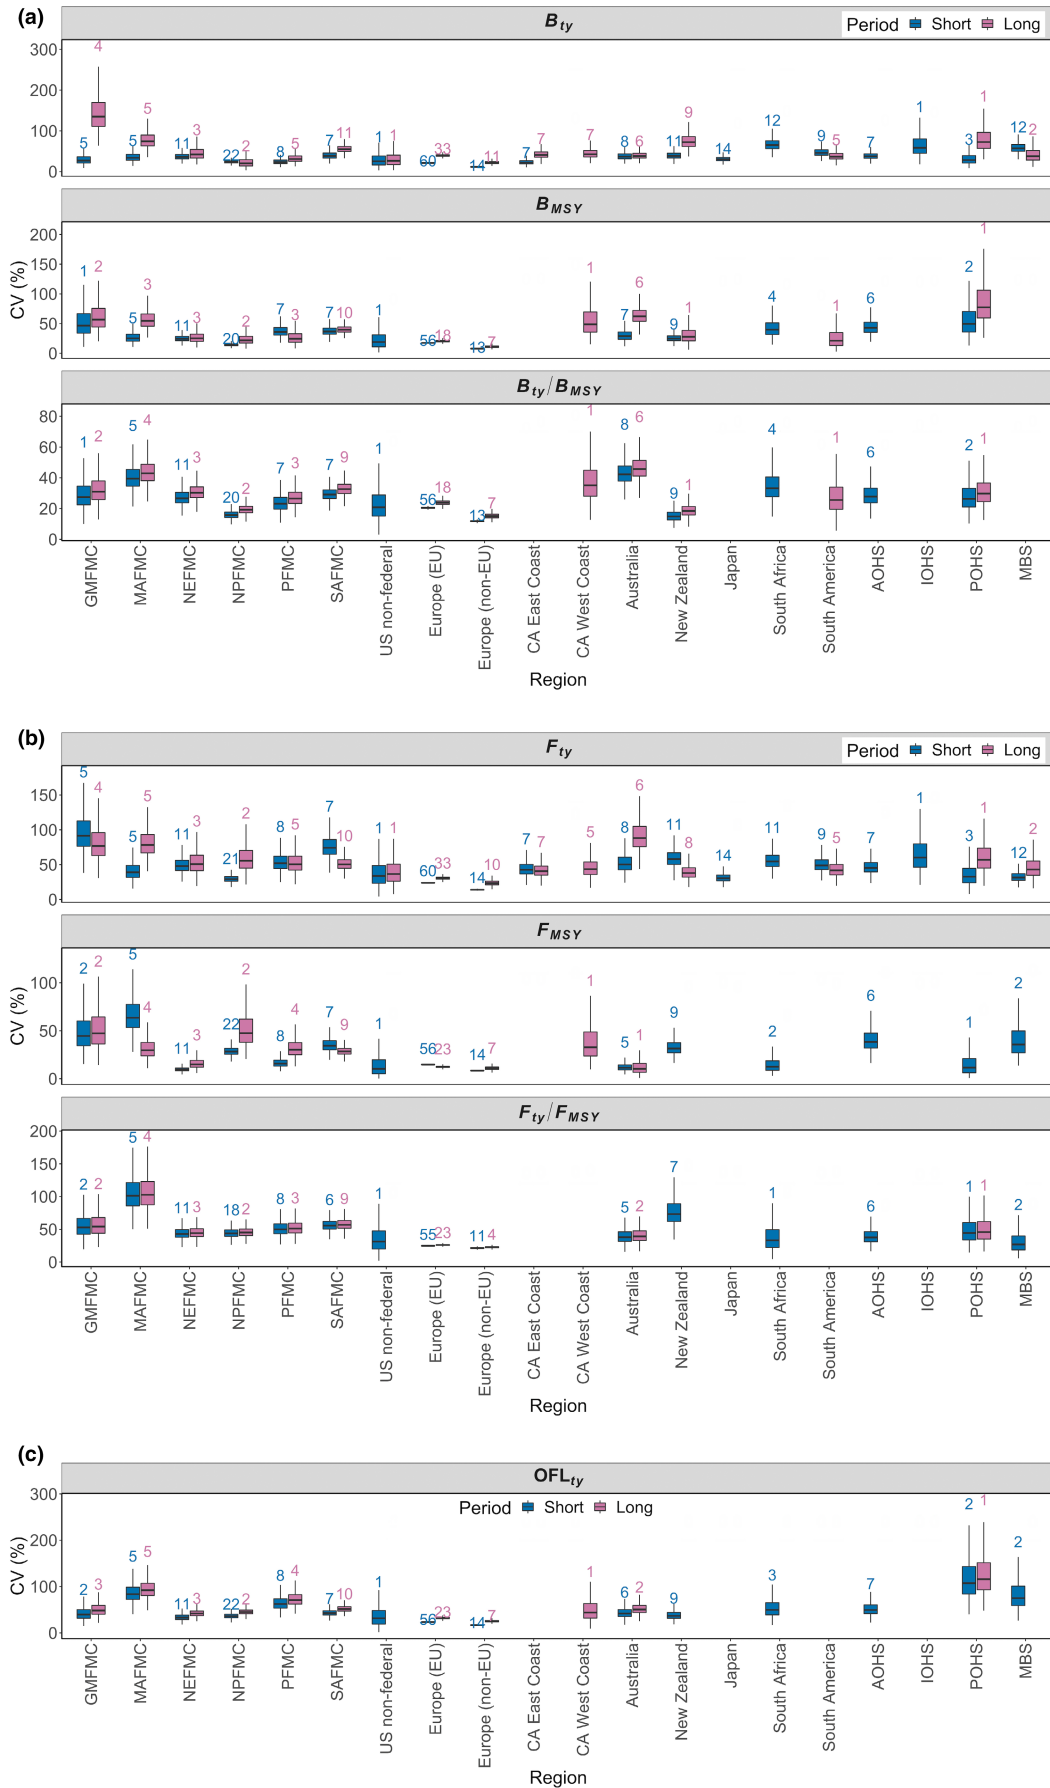 (a)
B ty
Period Short Long
300
200
100
0
5 4 5 5 11 3 22 2 8 5 7 11 1 1 60 33 14 11 7 7 7 8 6 11 9 14 12 9 5 7 1 3 1 12 2
B MSY
CV (%)
200
150
100
50
0
1 2 5 3 11 3 20 2 7 3 7 10 1 56 18 13 7 1 7 6 9 1 4 1 6 2 1
B ty / B MSY
80
60
40
20
0
1 2 5 4 11 3 20 2 7 3 7 9 1 56 18 13 7 1 8 6 9 1 4 1 6 2 1
GMFMC
MAFMC
NEFMC
NPFMC
PFMC
SAFMC
US non-federal
Europe (EU)
Europe (non-EU)
CA East Coast
CA West Coast
Australia
New Zealand
Japan
South Africa
South America
AOHS
IOHS
POHS
MBS
Region
(b)
F ty
Period Short Long
150
100
50
0
5 4 5 5 11 3 21 2 8 5 7 10 1 1 60 33 14 10 7 7 5 8 6 11 8 14 11 9 5 7 1 3 1 12 2
F MSY
CV (%)
100
50
0
2 2 5 4 11 3 22 2 8 4 7 9 1 56 23 14 7 1 5 1 9 2 6 1 2
F ty / F MSY
200
150
100
50
0
2 2 5 4 11 3 18 2 8 3 6 9 1 55 23 11 4 5 2 7 1 6 1 1 2
GMFMC
MAFMC
NEFMC
NPFMC
PFMC
SAFMC
US non-federal
Europe (EU)
Europe (non-EU)
CA East Coast
CA West Coast
Australia
New Zealand
Japan
South Africa
South America
AOHS
IOHS
POHS
MBS
Region
(c)
OFL ty
Period Short Long
CV (%)
300
200
100
0
2 3 5 5 11 3 22 2 8 4 7 10 1 56 23 14 7 1 6 2 9 3 7 2 1 2
GMFMC
MAFMC
NEFMC
NPFMC
PFMC
SAFMC
US non-federal
Europe (EU)
Europe (non-EU)
CA East Coast
CA West Coast
Australia
New Zealand
Japan
South Africa
South America
AOHS
IOHS
POHS
MBS
Region